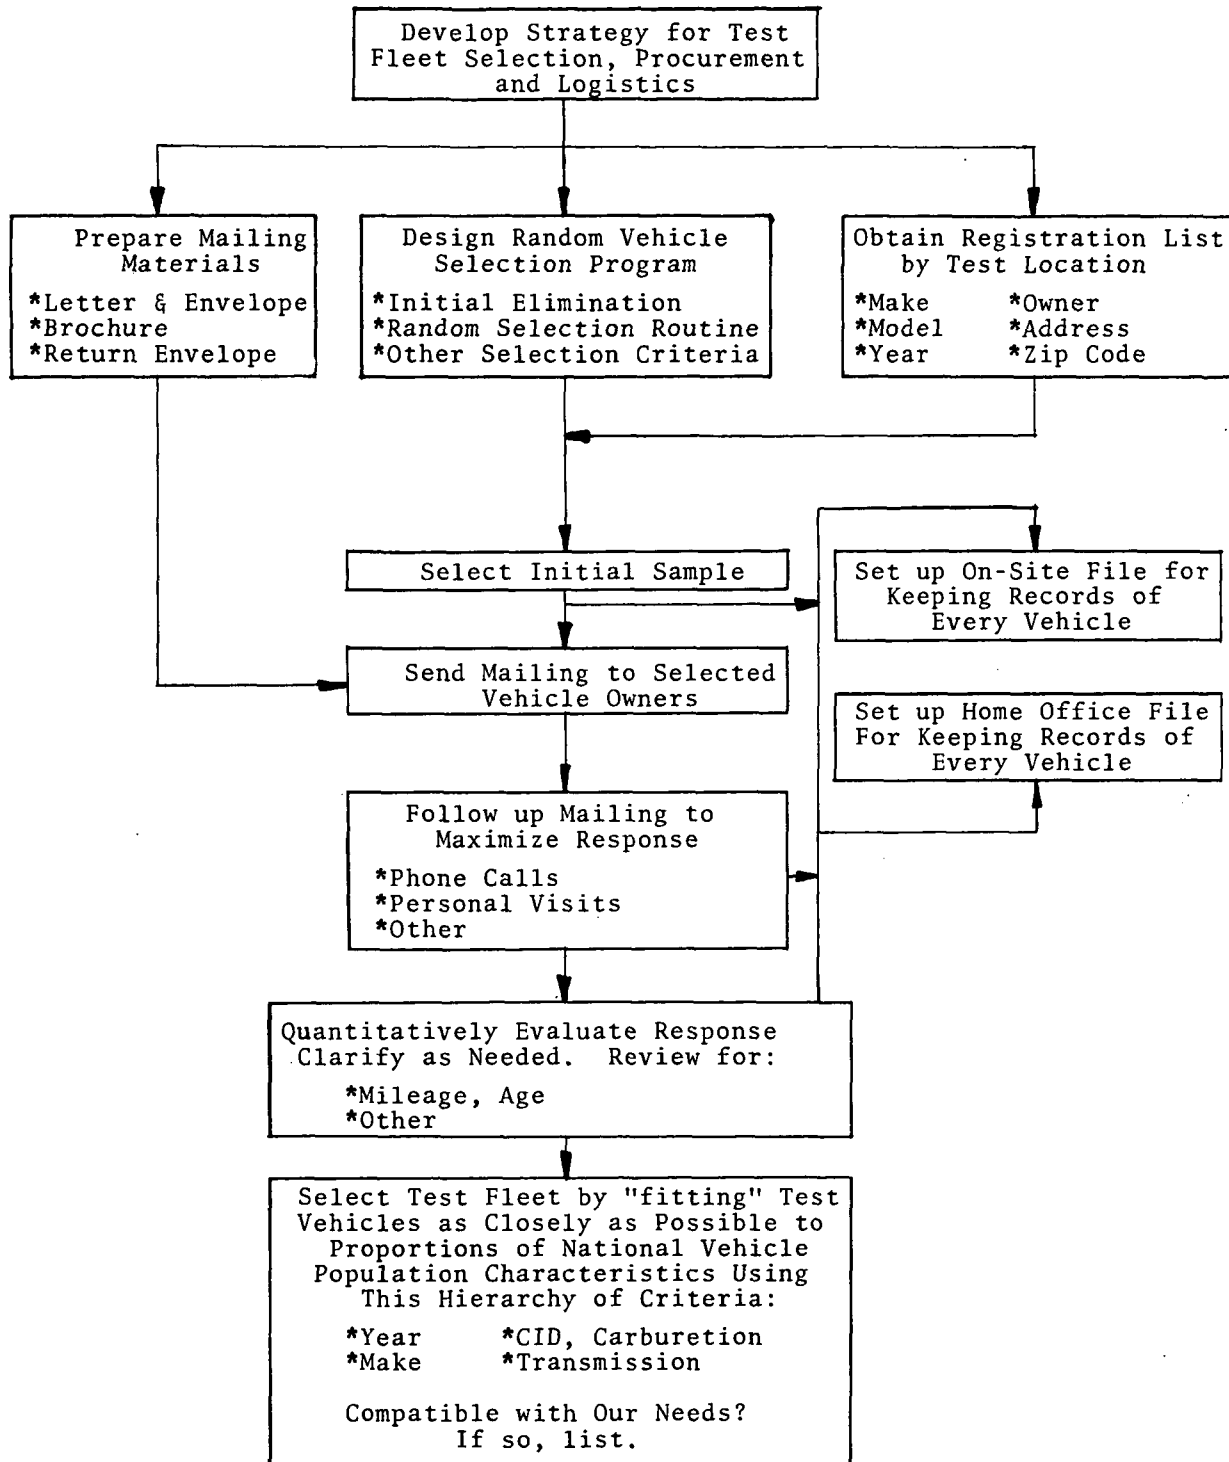 Develop Strategy for Test
Fleet Selection, Procurement
and Logistics
Prepare Mailing
Materials
*Letter & Envelope
*Brochure
*Return Envelope
Design Random Vehicle
Selection Program
*Initial Elimination
*Random Selection Routine
*Other Selection Criteria
Obtain Registration List
by Test Location
*Make *Owner
*Model *Address
*Year *Zip Code
Select Initial Sample
Set up On-Site File for
Keeping Records of
Every Vehicle
Send Mailing to Selected
Vehicle Owners
Set up Home Office File
For Keeping Records of
Every Vehicle
Follow up Mailing to
Maximize Response
*Phone Calls
*Personal Visits
*Other
Quantitatively Evaluate Response
Clarify as Needed. Review for:
*Mileage, Age
*Other
Select Test Fleet by "fitting" Test
Vehicles as Closely as Possible to
Proportions of National Vehicle
Population Characteristics Using
This Hierarchy of Criteria:
*Year *CID, Carburetion
*Make *Transmission
Compatible with Our Needs?
If so, list.